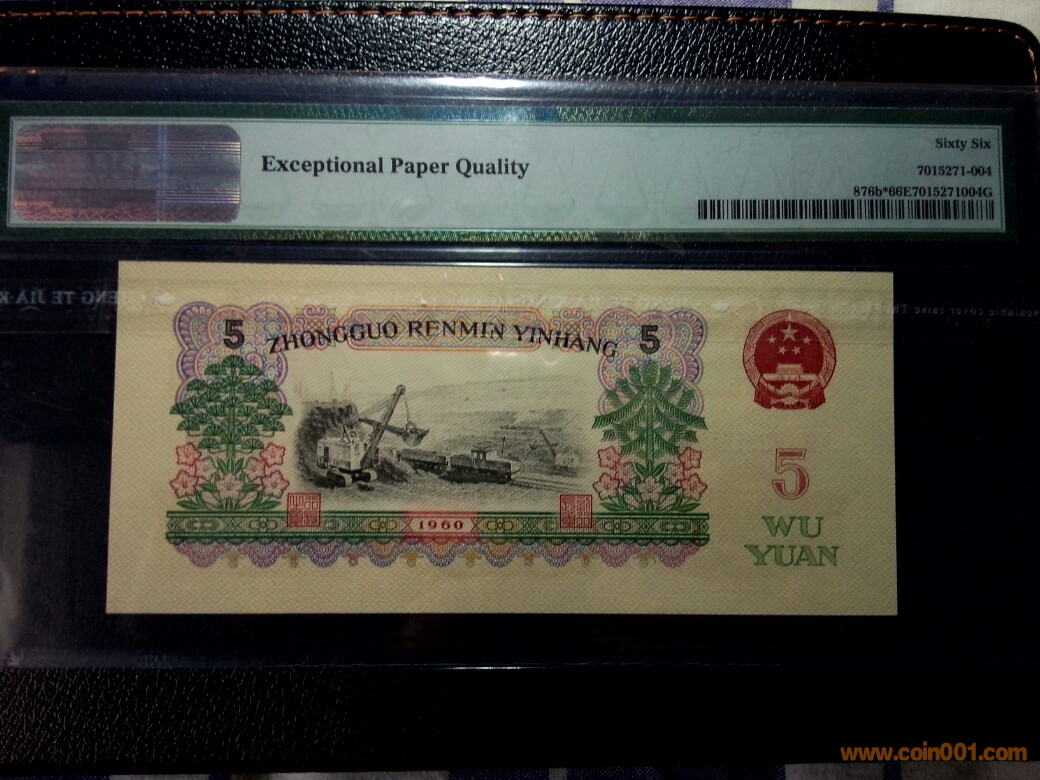 Exceptional Paper Quality
Sixty Six
7015271-004
876b*66E7015271004G
5 ZHONGGUO RENMIN YINHANG 5
1960
5
WU
YUAN
www.coin001.com